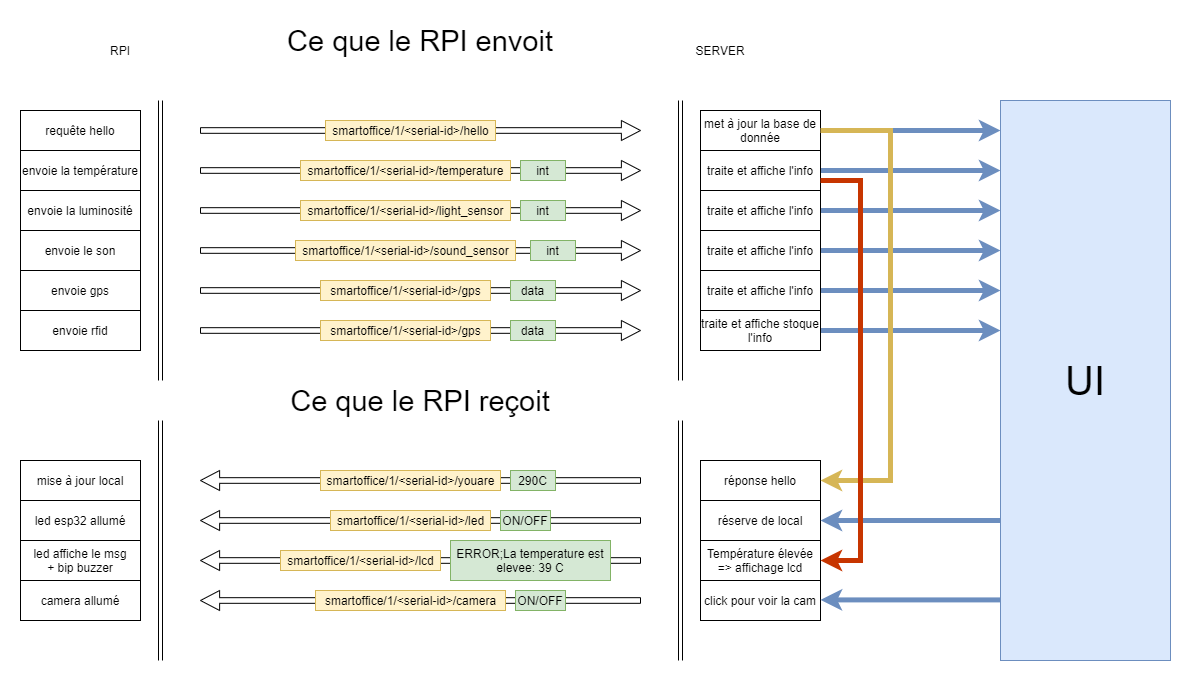 Ce que le RPI envoit
RPI
SERVER
requête hello
smartoffice/1/<serial-id>/hello
met à jour la base de
donnée
envoie la température
smartoffice/1/<serial-id>/temperature
int
traite et affiche l'info
envoie la luminosité
smartoffice/1/<serial-id>/light_sensor
int
traite et affiche l'info
envoie le son
smartoffice/1/<serial-id>/sound_sensor
int
traite et affiche l'info
envoie gps
smartoffice/1/<serial-id>/gps
data
traite et affiche l'info
envoie rfid
smartoffice/1/<serial-id>/gps
data
traite et affiche stoque
l'info
UI
Ce que le RPI reçoit
mise à jour local
smartoffice/1/<serial-id>/youare
290C
réponse hello
led esp32 allumé
smartoffice/1/<serial-id>/led
ON/OFF
réserve de local
led affiche le msg
+ bip buzzer
smartoffice/1/<serial-id>/lcd
ERROR;La temperature est
elevee: 39 C
Température élevée
=> affichage lcd
camera allumé
smartoffice/1/<serial-id>/camera
ON/OFF
click pour voir la cam